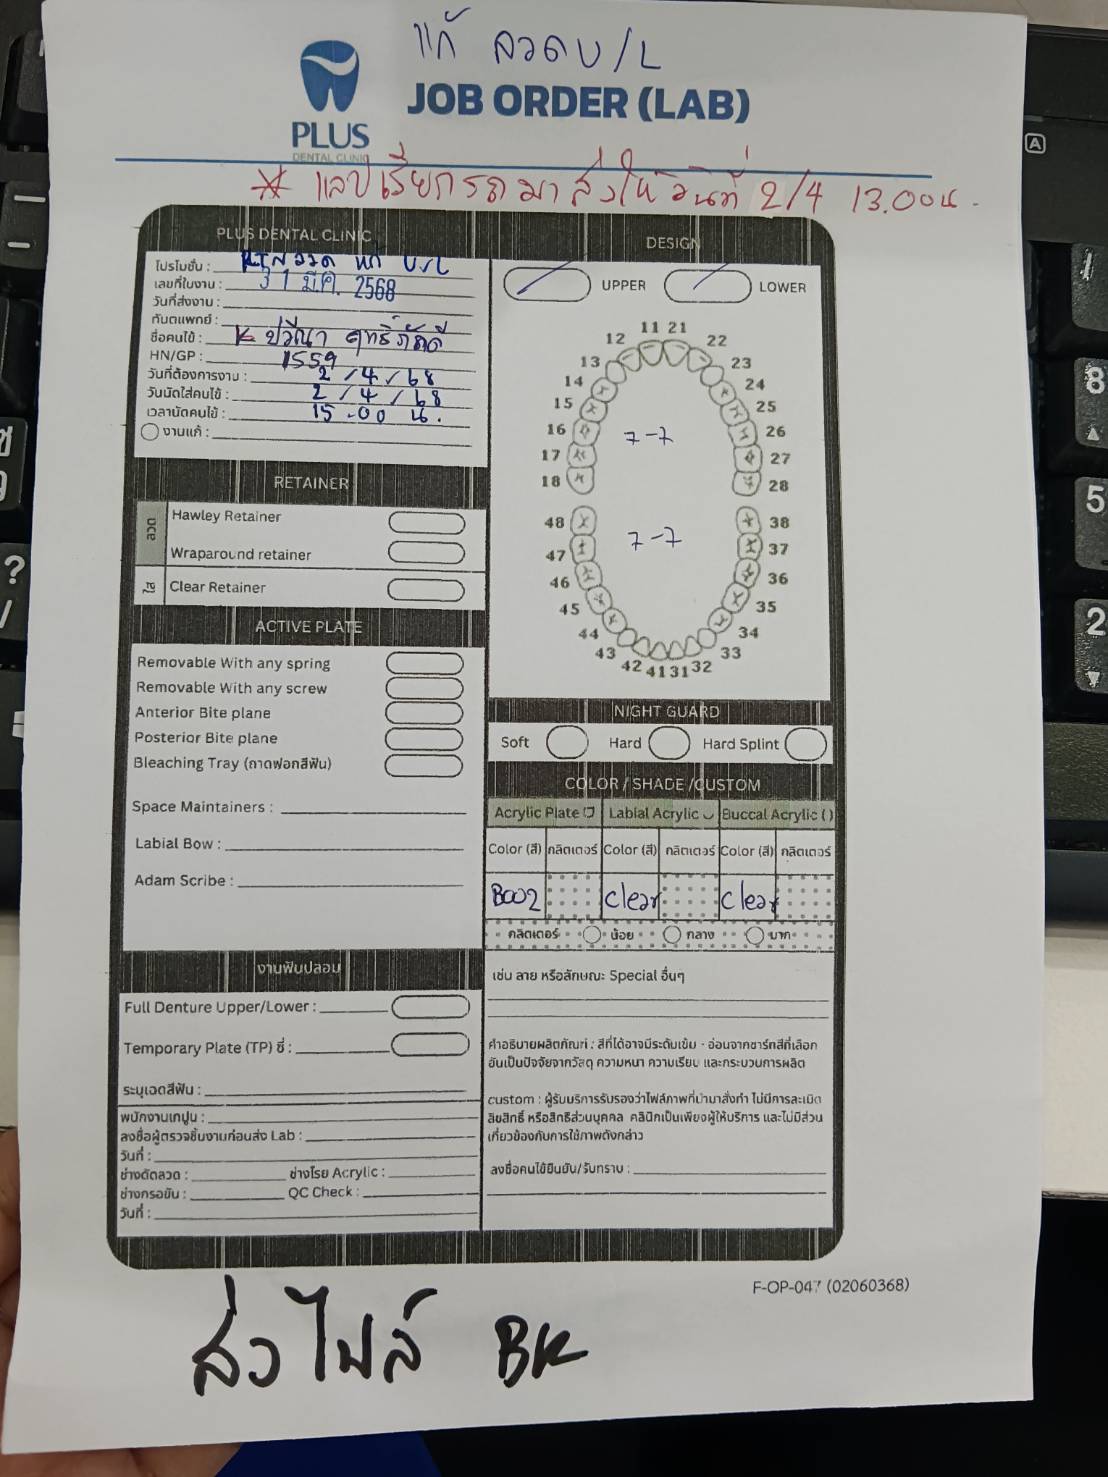 แก้ ลวด U/L
PLUS
DENTAL CLINIC
JOB ORDER (LAB)
* แลปเรียกรถมาส่งให้วันที่ 2/4 13.00น.
PLUS DENTAL CLINIC
โปรโมชั่น : RTลวด แก้ U/L
เลขที่ใบงาน : 31 มี.ค. 2568
วันที่ส่งงาน :
ทันตแพทย์ :
ชื่อคนไข้ : K ปวีณา ฤทธิ์ภักดี
HN/GP : 1559
วันที่ต้องการงาน : 2/4/68
วันนัดใส่คนไข้ : 2/4/68
เวลานัดคนไข้ : 15.00 น.
งานแก้ :
RETAINER
ลวด
Hawley Retainer
Wraparound retainer
ใส
Clear Retainer
ACTIVE PLATE
Removable With any spring
Removable With any screw
Anterior Bite plane
Posterior Bite plane
Bleaching Tray (ถาดฟอกสีฟัน)
Space Maintainers :
Labial Bow :
Adam Scribe :
งานฟันปลอม
Full Denture Upper/Lower :
Temporary Plate (TP) ซี่ :
ระบุเฉดสีฟัน :
พนักงานเทปูน :
ลงชื่อผู้ตรวจชิ้นงานก่อนส่ง Lab :
วันที่ :
ช่างดัดลวด : ช่างโรย Acrylic :
ช่างกรอขัน : QC Check :
วันที่ :
DESIGN
UPPER LOWER
11 21
12 22
13 23
14 24
15 25
16 7-7 26
17 27
18 28
48 38
47 7-7 37
46 36
45 35
44 34
43 33
42 41 31 32
NIGHT GUARD
Soft Hard Hard Splint
COLOR / SHADE /CUSTOM
Acrylic Plate Labial Acrylic Buccal Acrylic ( )
Color (สี) กลิตเตอร์ Color (สี) กลิตเตอร์ Color (สี) กลิตเตอร์
B002 Clear Clear
กลิตเตอร์ น้อย กลาง มาก
เช่น ลาย หรือลักษณะ Special อื่นๆ
คำอธิบายผลิตภัณฑ์ : สีที่ได้อาจมีระดับเข้ม - อ่อนจากชาร์ทสีที่เลือก
อันเป็นปัจจัยจากวัสดุ ความหนา ความเรียบ และกระบวนการผลิต
custom : ผู้รับบริการรับรองว่าไฟล์ภาพที่นำมาสั่งทำ ไม่มีการละเมิด
ลิขสิทธิ์ หรือสิทธิส่วนบุคคล คลินิกเป็นเพียงผู้ให้บริการ และไม่มีส่วน
เกี่ยวข้องกับการใช้ภาพดังกล่าว
ลงชื่อคนไข้ยืนยัน/รับทราบ :
F-OP-047 (02060368)
ส่งไฟล์ BK